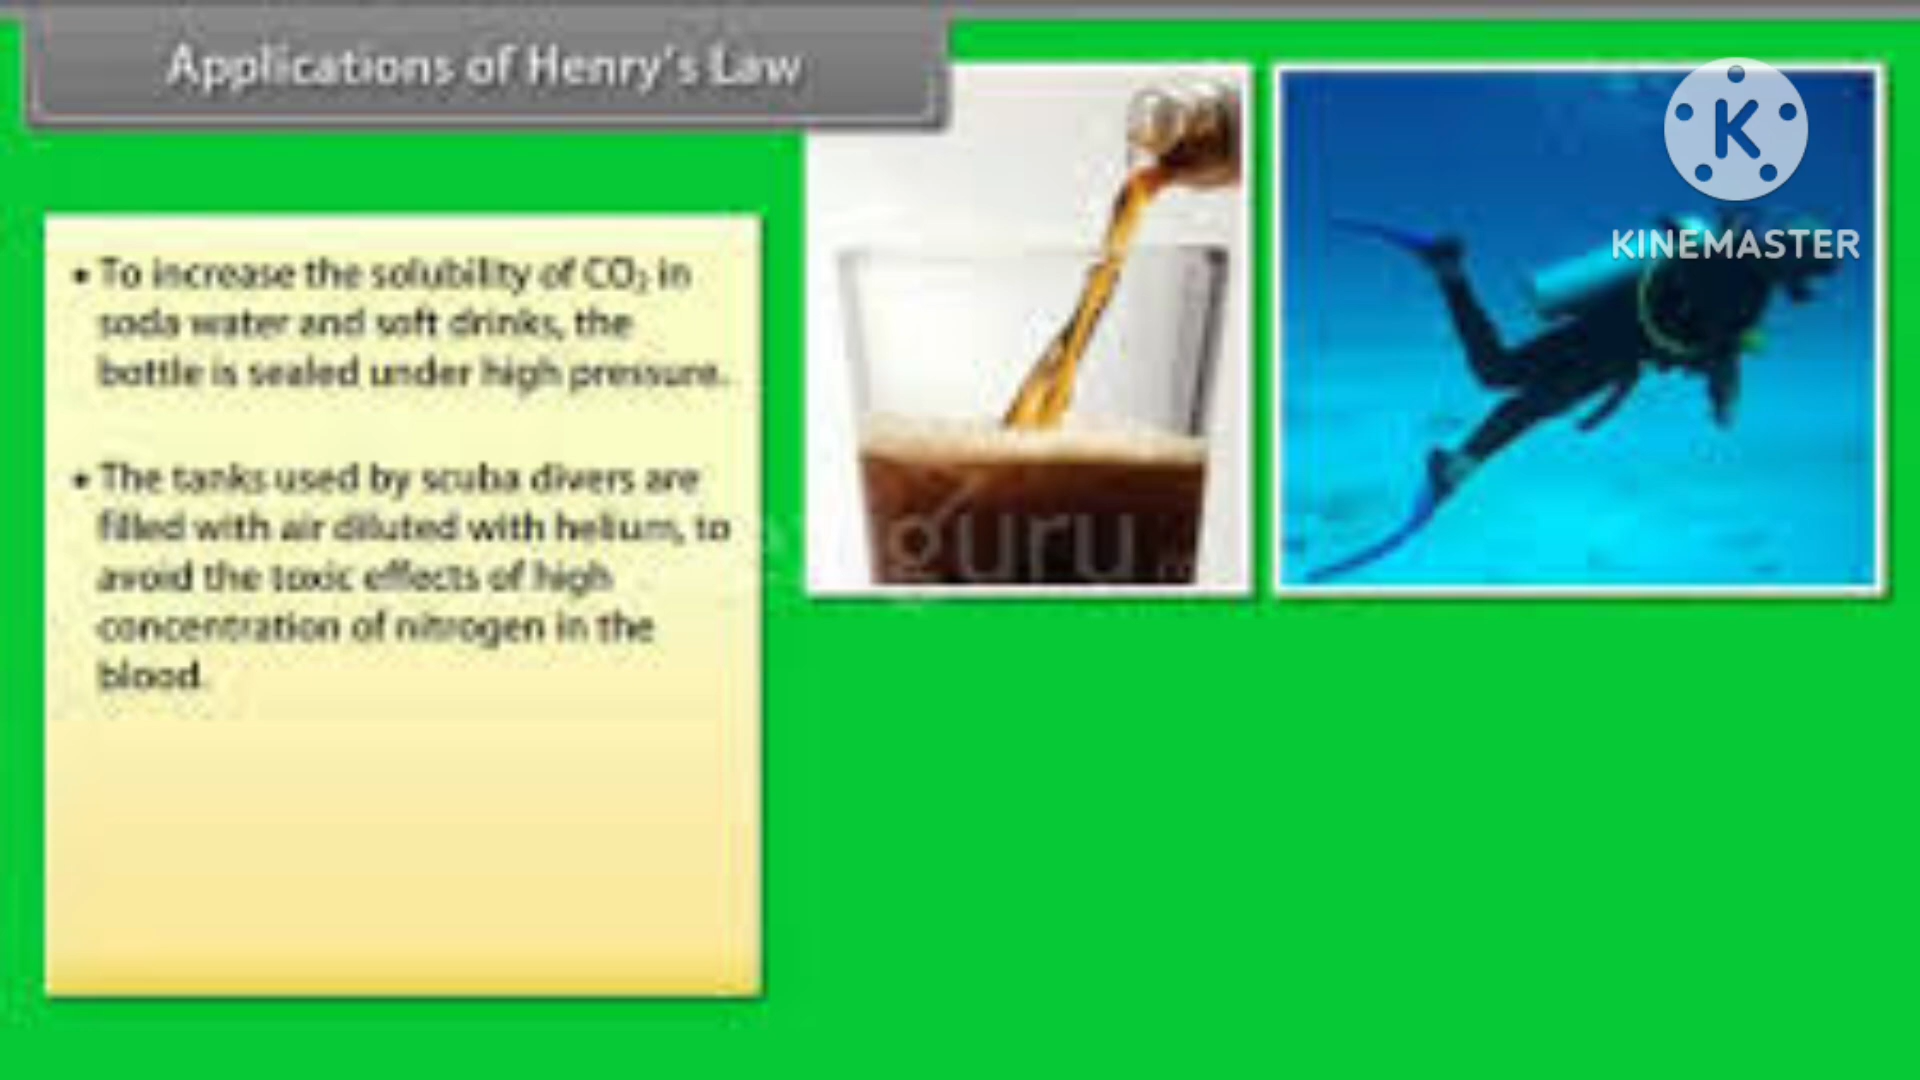 Applications of Henry's Law
• To increase the solubility of CO₂ in
soda water and soft drinks, the
bottle is sealed under high pressure.
• The tanks used by scuba divers are
filled with air diluted with helium, to
avoid the toxic effects of high
concentration of nitrogen in the
blood.
K
KINEMASTER
guru